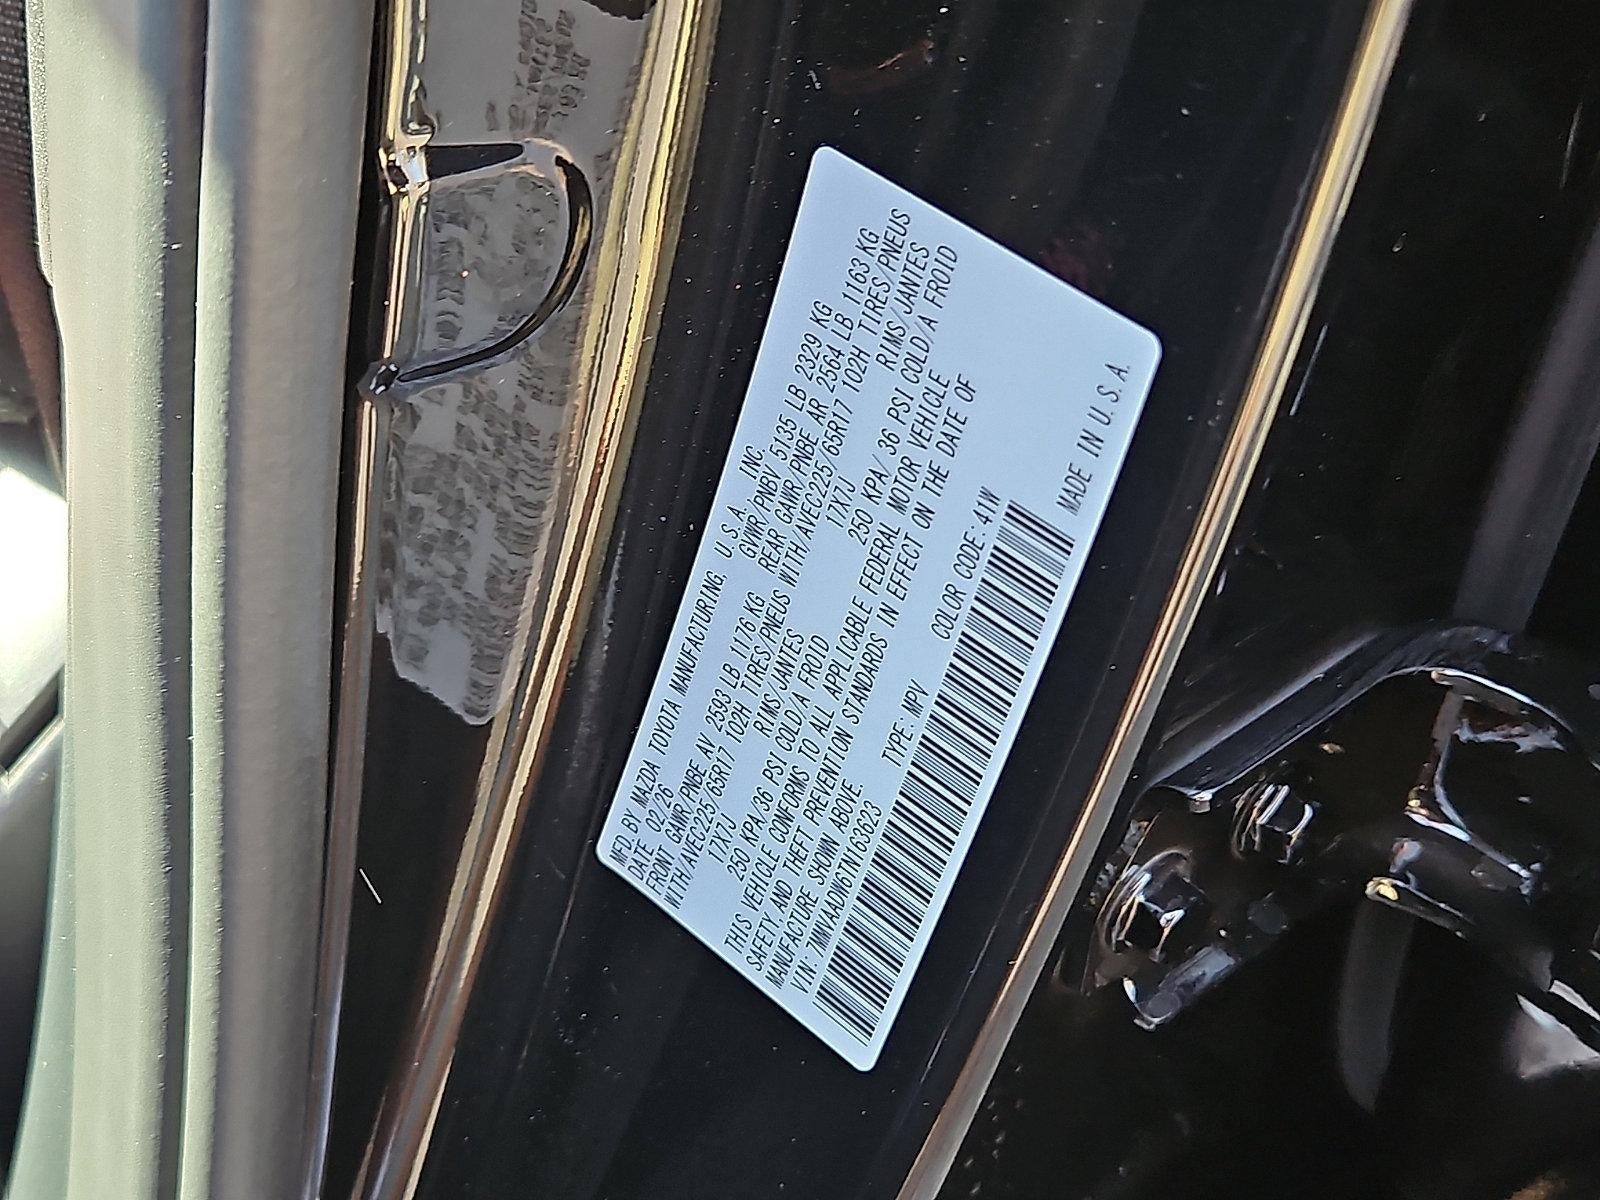 MFD BY MAZDA TOYOTA MANUFACTURING, U.S.A., INC.
DATE 02/26 GVWR/PNBV 5135 LB 2329 KG
FRONT GAWR/PNBE AV 2593 LB 1176 KG REAR GAWR/PNBE AR 2564 LB 1163 KG
WITH/AVEC225/65R17 102H TIRES/PNEUS WITH/AVEC225/65R17 102H TIRES/PNEUS
17X7J RIMS/JANTES 17X7J RIMS/JANTES
250 KPA/36 PSI COLD/A FROID 250 KPA/ 36 PSI COLD/A FROID
THIS VEHICLE CONFORMS TO ALL APPLICABLE FEDERAL MOTOR VEHICLE
SAFETY, AND THEFT PREVENTION STANDARDS IN EFFECT ON THE DATE OF
MANUFACTURE SHOWN ABOVE.
VIN: 7MMVAADW6TN163623 TYPE: MPV COLOR CODE: 41W
MADE IN U.S.A.